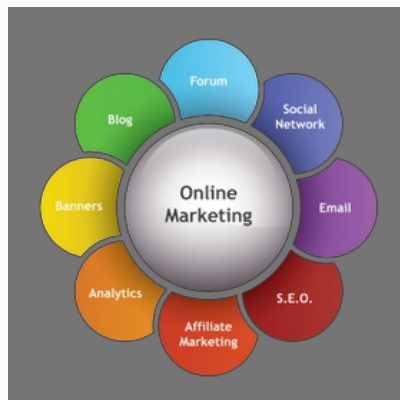 Forum
Social
Network
Blog
Online
Marketing
Banners
Email
Analytics
S.E.O.
Affiliate
Marketing